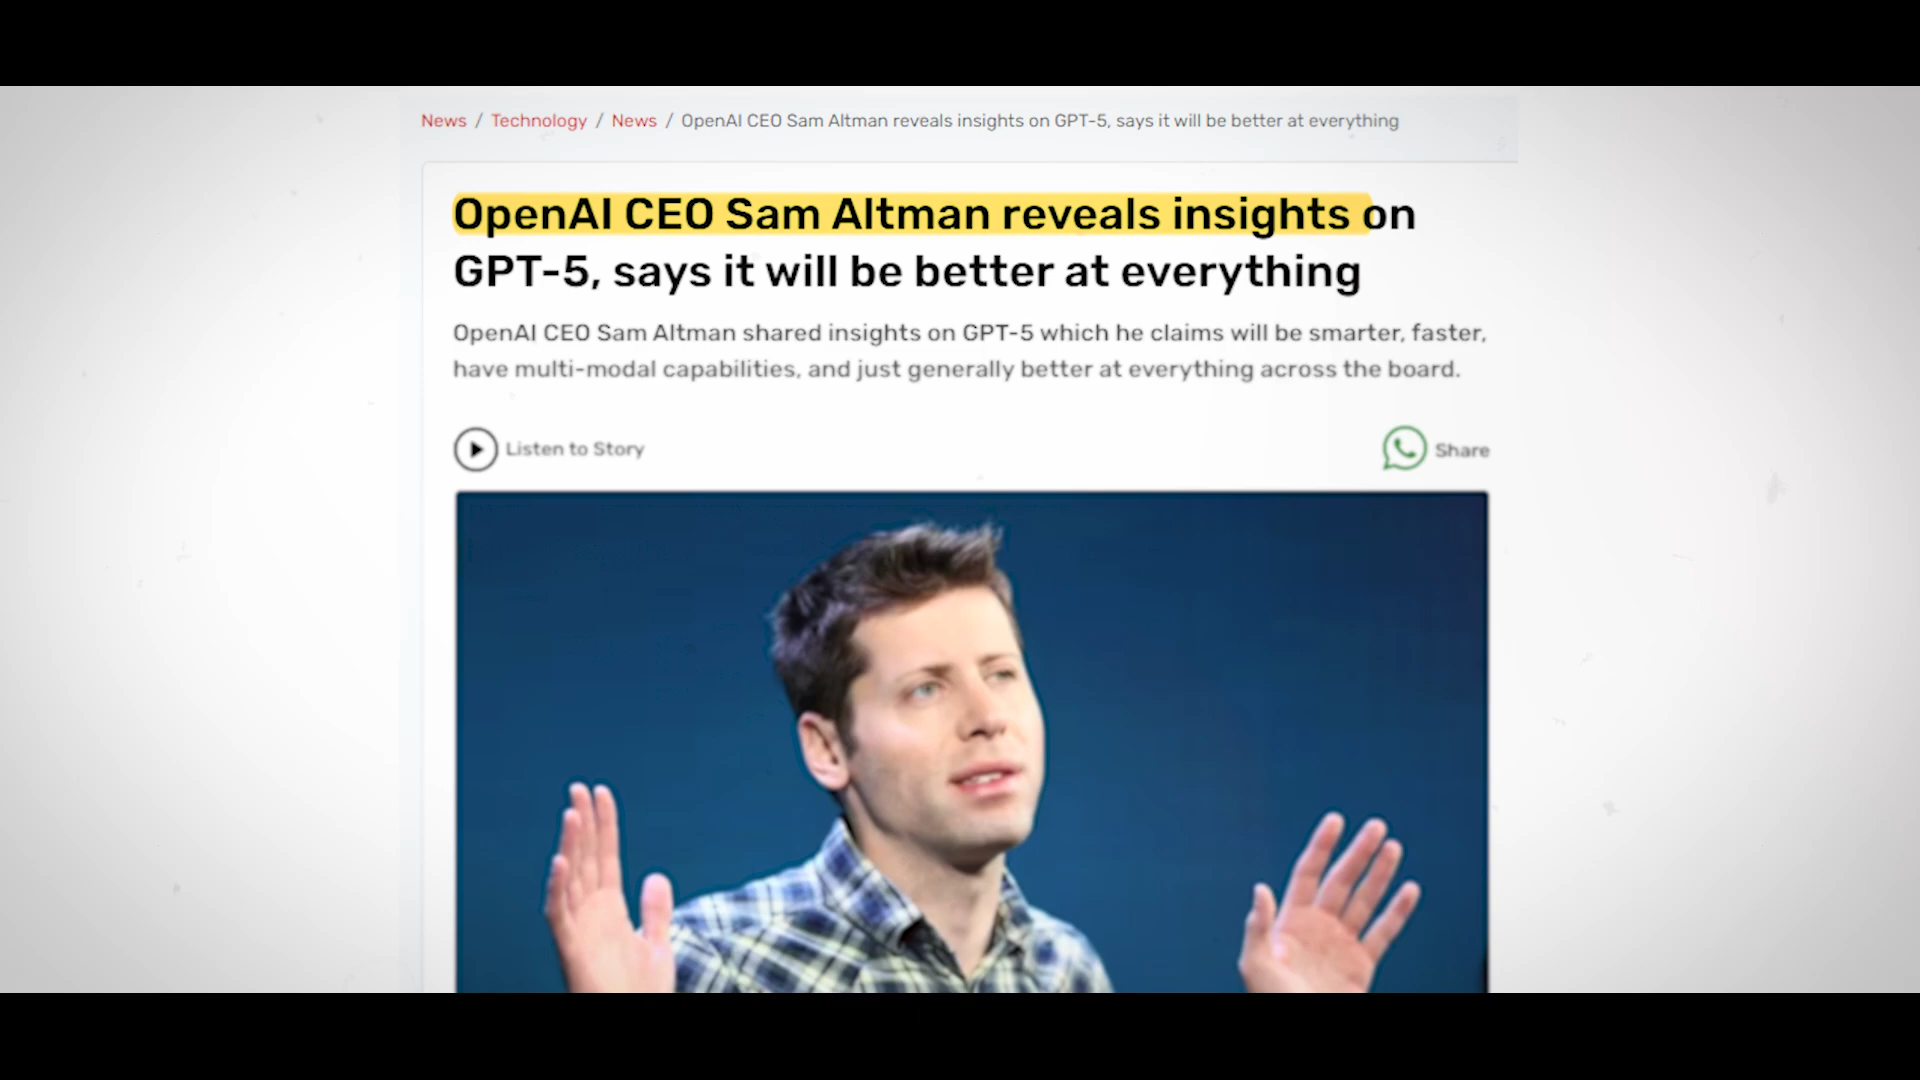 News / Technology / News / OpenAI CEO Sam Altman reveals insights on GPT-5, says it will be better at everything
OpenAI CEO Sam Altman reveals insights on
GPT-5, says it will be better at everything
OpenAI CEO Sam Altman shared insights on GPT-5 which he claims will be smarter, faster,
have multi-modal capabilities, and just generally better at everything across the board.
Listen to Story
Share